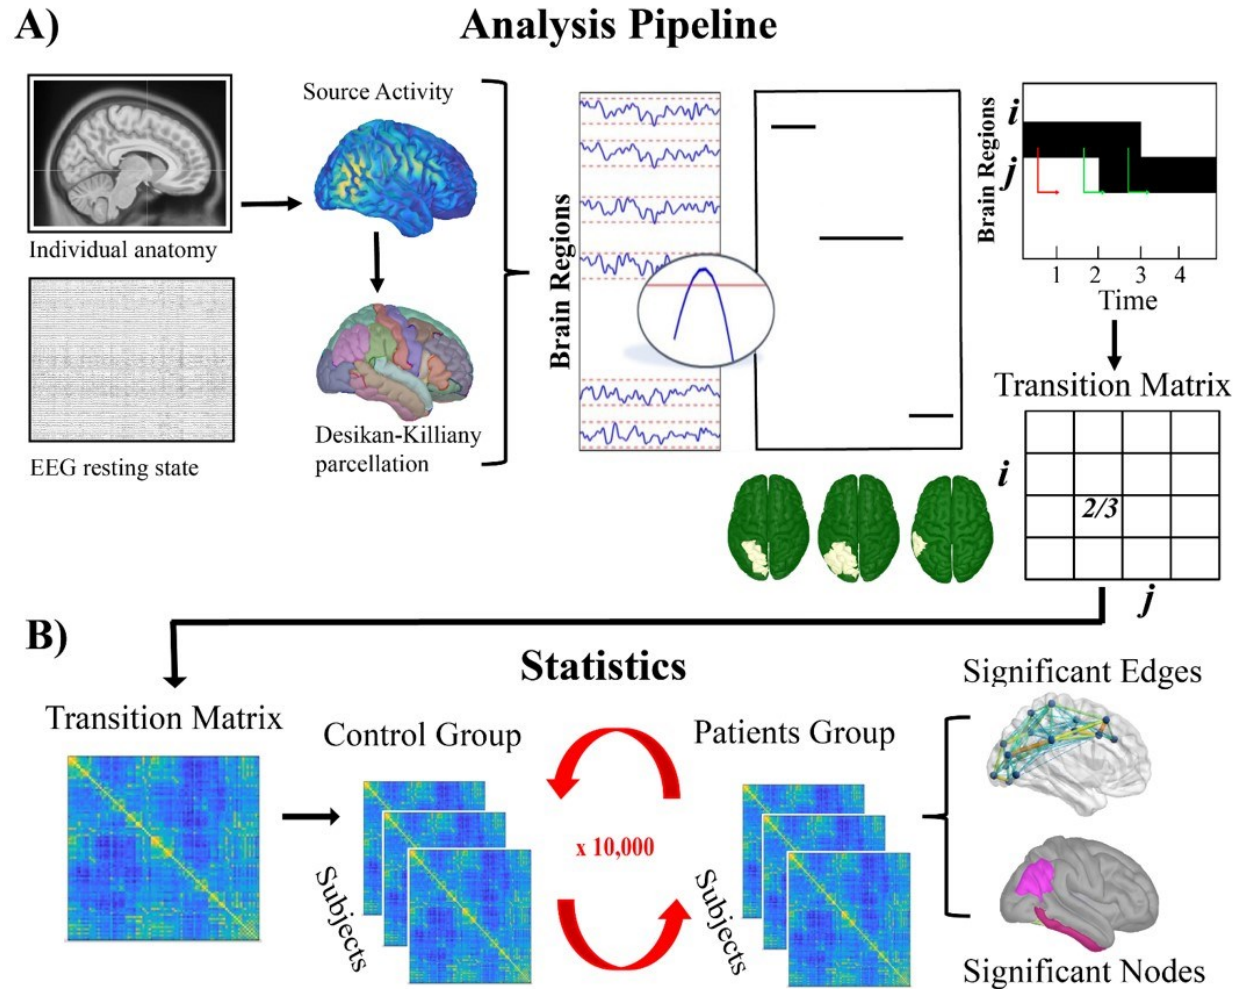 A)
Analysis Pipeline
Individual anatomy
EEG resting state
Source Activity
Desikan-Killiany
parcellation
Brain Regions
Brain Regions
i
j
1 2 3 4
Time
Transition Matrix
i
2/3
j
B)
Statistics
Transition Matrix
Control Group
Subjects
x 10,000
Patients Group
Subjects
Significant Edges
Significant Nodes